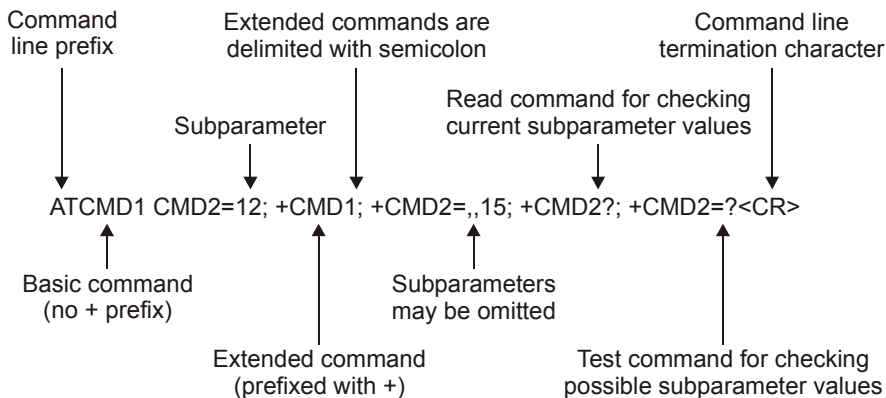 Command
line prefix
Extended commands are
delimited with semicolon
Command line
termination character
Subparameter
Read command for checking
current subparameter values
ATCMD1 CMD2=12; +CMD1; +CMD2=,,15; +CMD2?; +CMD2=?<CR>
Basic command
(no + prefix)
Subparameters
may be omitted
Extended command
(prefixed with +)
Test command for checking
possible subparameter values